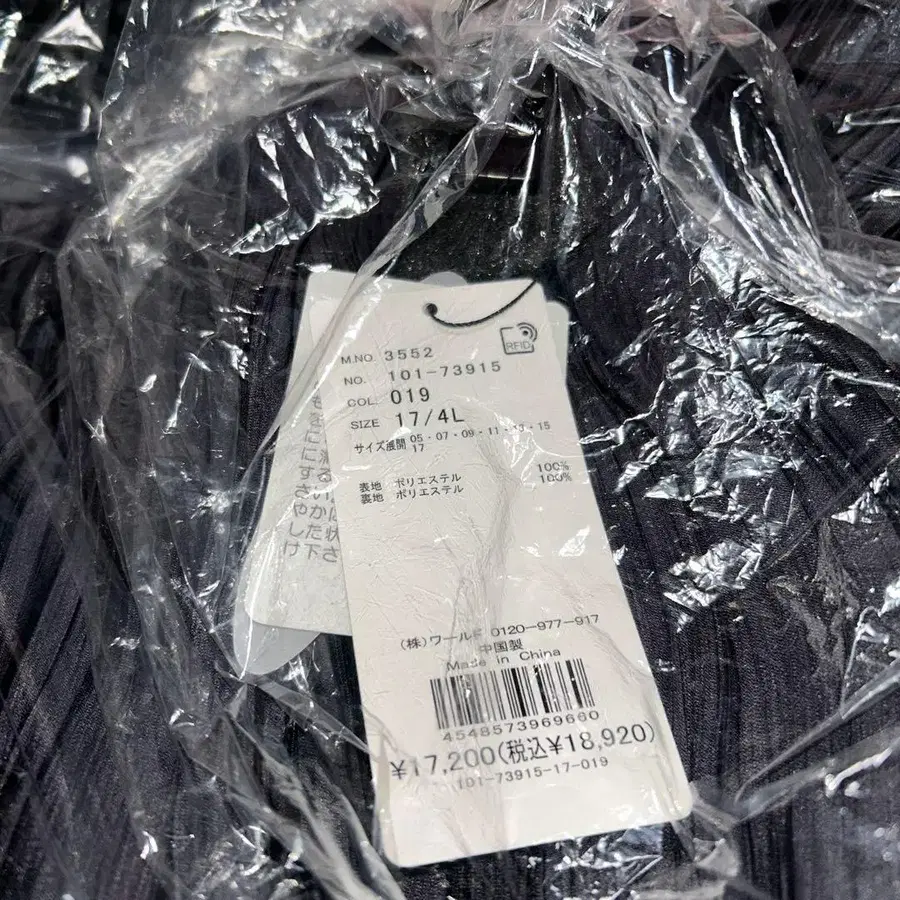 RFID
M.NO. 3552
NO. 101-73915
COL. 019
SIZE 17/4L
サイズ展開 05・07・09・11・13・15
17
表地 ポリエステル 100%
裏地 ポリエステル 100%
(株)ワールド 0120-977-917
中国製
Made in China
4548573969660
¥17,200(税込¥18,920)
101-73915-17-019